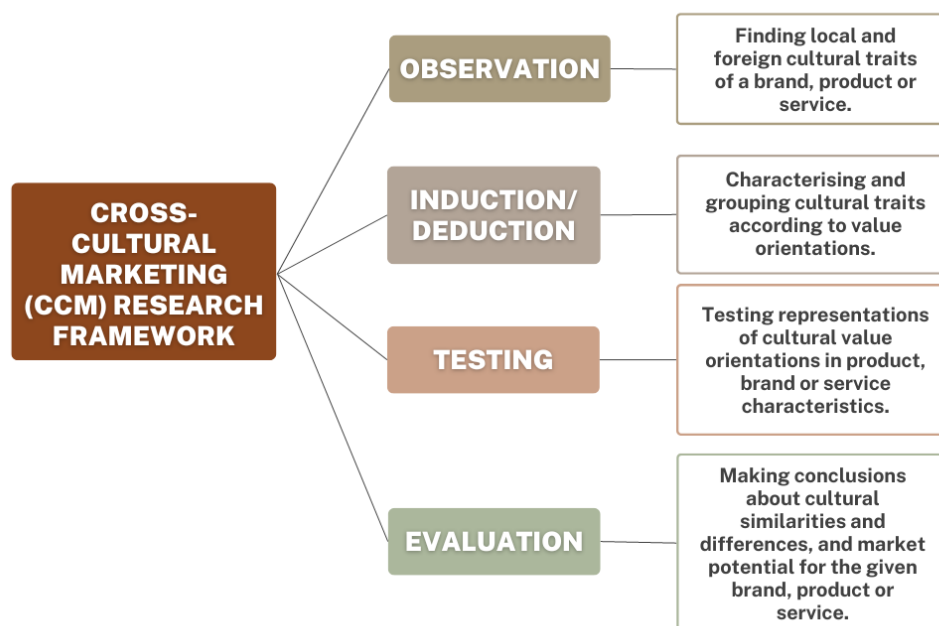 CROSS-
CULTURAL
MARKETING
(CCM) RESEARCH
FRAMEWORK
OBSERVATION
Finding local and
foreign cultural traits
of a brand, product or
service.
INDUCTION/
DEDUCTION
Characterising and
grouping cultural traits
according to value
orientations.
TESTING
Testing representations
of cultural value
orientations in product,
brand or service
characteristics.
EVALUATION
Making conclusions
about cultural
similarities and
differences, and market
potential for the given
brand, product or
service.